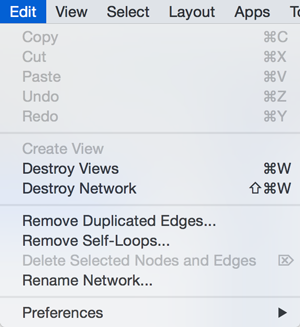 Edit View Select Layout Apps
Copy ⌘C
Cut ⌘X
Paste ⌘V
Undo ⌘Z
Redo ⌘Y
Create View
Destroy Views ⌘W
Destroy Network ⇧⌘W
Remove Duplicated Edges...
Remove Self-Loops...
Delete Selected Nodes and Edges ⌦
Rename Network...
Preferences ▶